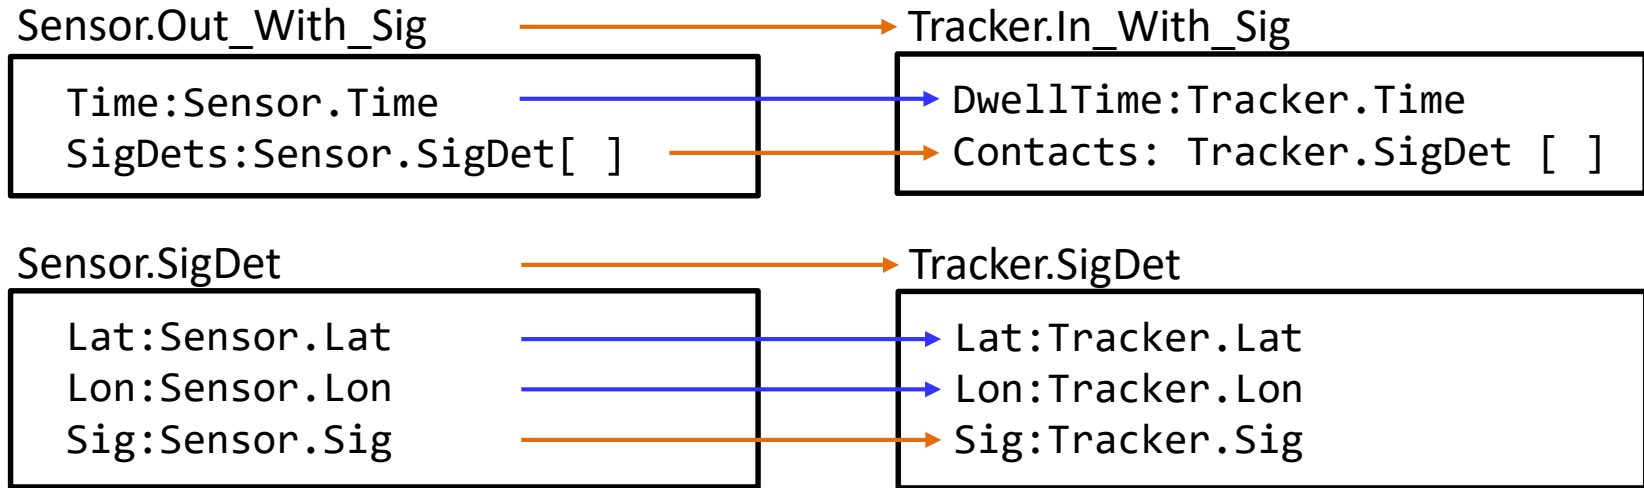 Sensor.Out_With_Sig
Tracker.In_With_Sig
Time:Sensor.Time
SigDets:Sensor.SigDet[ ]
DwellTime:Tracker.Time
Contacts: Tracker.SigDet [ ]
Sensor.SigDet
Tracker.SigDet
Lat:Sensor.Lat
Lon:Sensor.Lon
Sig:Sensor.Sig
Lat:Tracker.Lat
Lon:Tracker.Lon
Sig:Tracker.Sig